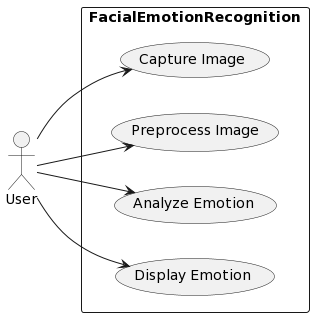 FacialEmotionRecognition
Capture Image
Preprocess Image
Analyze Emotion
User
Display Emotion